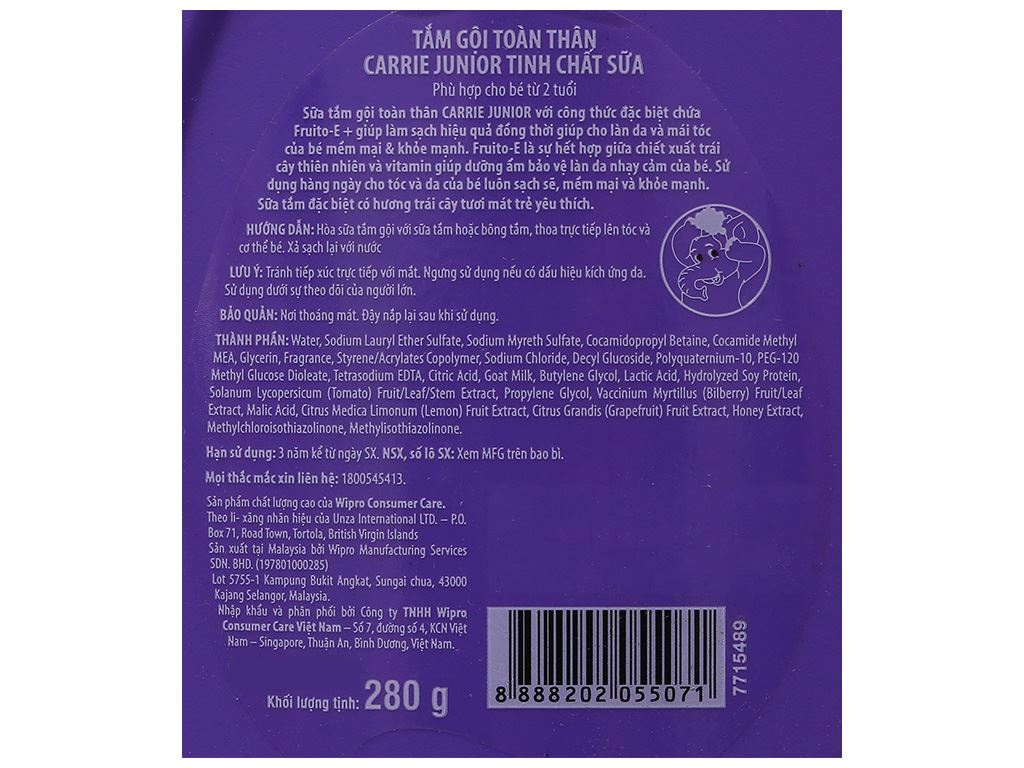 TẮM GỘI TOÀN THÂN
CARRIE JUNIOR TINH CHẤT SỮA
Phù hợp cho bé từ 2 tuổi
Sữa tắm gội toàn thân CARRIE JUNIOR với công thức đặc biệt chứa
Fruito-E + giúp làm sạch hiệu quả đồng thời giúp cho làn da và mái tóc
của bé mềm mại & khỏe mạnh. Fruito-E là sự hết hợp giữa chiết xuất trái
cây thiên nhiên và vitamin giúp dưỡng ẩm bảo vệ làn da nhạy cảm của bé. Sử
dụng hàng ngày cho tóc và da của bé luôn sạch sẽ, mềm mại và khỏe mạnh.
Sữa tắm đặc biệt có hương trái cây tươi mát trẻ yêu thích.
HƯỚNG DẪN: Hòa sữa tắm gội với sữa tắm hoặc bông tắm, thoa trực tiếp lên tóc và
cơ thể bé. Xả sạch lại với nước
LƯU Ý: Tránh tiếp xúc trực tiếp với mắt. Ngưng sử dụng nếu có dấu hiệu kích ứng da.
Sử dụng dưới sự theo dõi của người lớn.
BẢO QUẢN: Nơi thoáng mát. Đậy nắp lại sau khi sử dụng.
THÀNH PHẦN: Water, Sodium Lauryl Ether Sulfate, Sodium Myreth Sulfate, Cocamidopropyl Betaine, Cocamide Methyl
MEA, Glycerin, Fragrance, Styrene/Acrylates Copolymer, Sodium Chloride, Decyl Glucoside, Polyquaternium-10, PEG-120
Methyl Glucose Dioleate, Tetrasodium EDTA, Citric Acid, Goat Milk, Butylene Glycol, Lactic Acid, Hydrolyzed Soy Protein,
Solanum Lycopersicum (Tomato) Fruit/Leaf/Stem Extract, Propylene Glycol, Vaccinium Myrtillus (Bilberry) Fruit/Leaf
Extract, Malic Acid, Citrus Medica Limonum (Lemon) Fruit Extract, Citrus Grandis (Grapefruit) Fruit Extract, Honey Extract,
Methylchloroisothiazolinone, Methylisothiazolinone.
Hạn sử dụng: 3 năm kể từ ngày SX. NSX, số lô SX: Xem MFG trên bao bì.
Mọi thắc mắc xin liên hệ: 1800545413.
Sản phẩm chất lượng cao của Wipro Consumer Care.
Theo li- xăng nhãn hiệu của Unza International LTD. – P.O.
Box 71, Road Town, Tortola, British Virgin Islands
Sản xuất tại Malaysia bởi Wipro Manufacturing Services
SDN. BHD. (197801000285)
Lot 5755-1 Kampung Bukit Angkat, Sungai chua, 43000
Kajang Selangor, Malaysia.
Nhập khẩu và phân phối bởi Công ty TNHH Wipro
Consumer Care Việt Nam – Số 7, đường số 4, KCN Việt
Nam – Singapore, Thuận An, Bình Dương, Việt Nam.
Khối lượng tịnh: 280 g
8 888202 055071
7715489